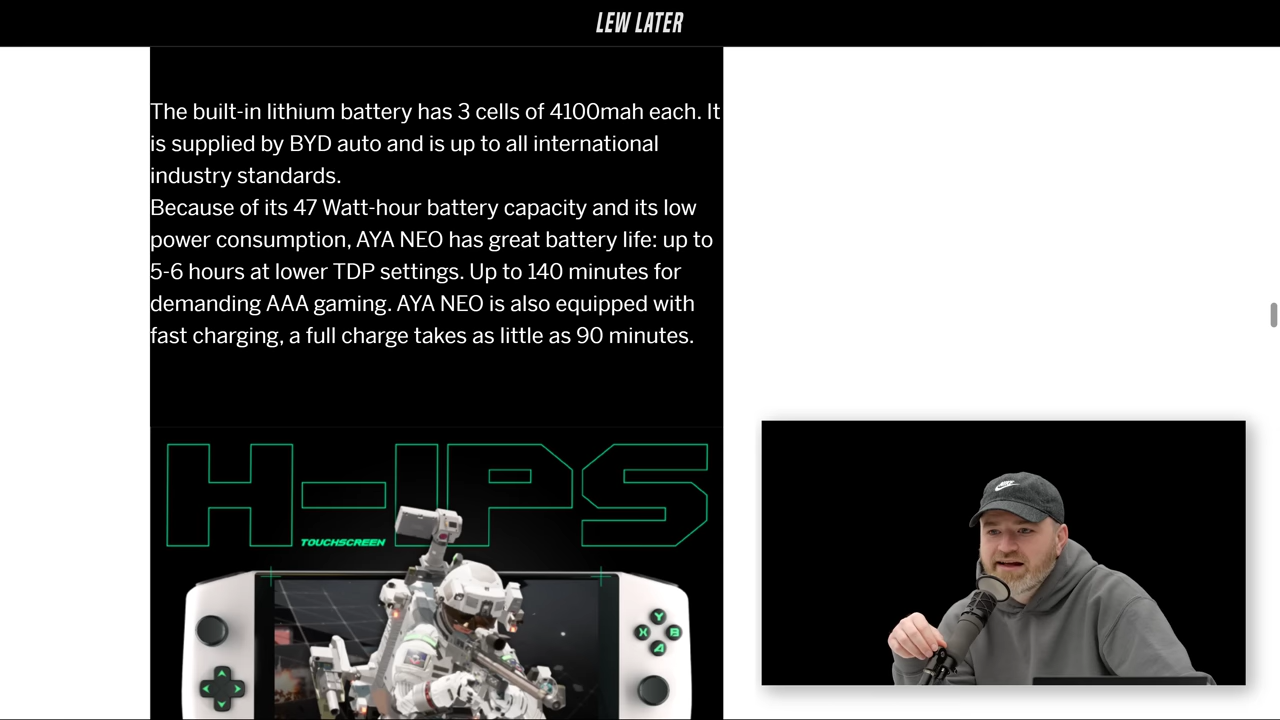 LEW LATER
The built-in lithium battery has 3 cells of 4100mah each. It
is supplied by BYD auto and is up to all international
industry standards.
Because of its 47 Watt-hour battery capacity and its low
power consumption, AYA NEO has great battery life: up to
5-6 hours at lower TDP settings. Up to 140 minutes for
demanding AAA gaming. AYA NEO is also equipped with
fast charging, a full charge takes as little as 90 minutes.
H-IPS
TOUCHSCREEN
Y
X B
A